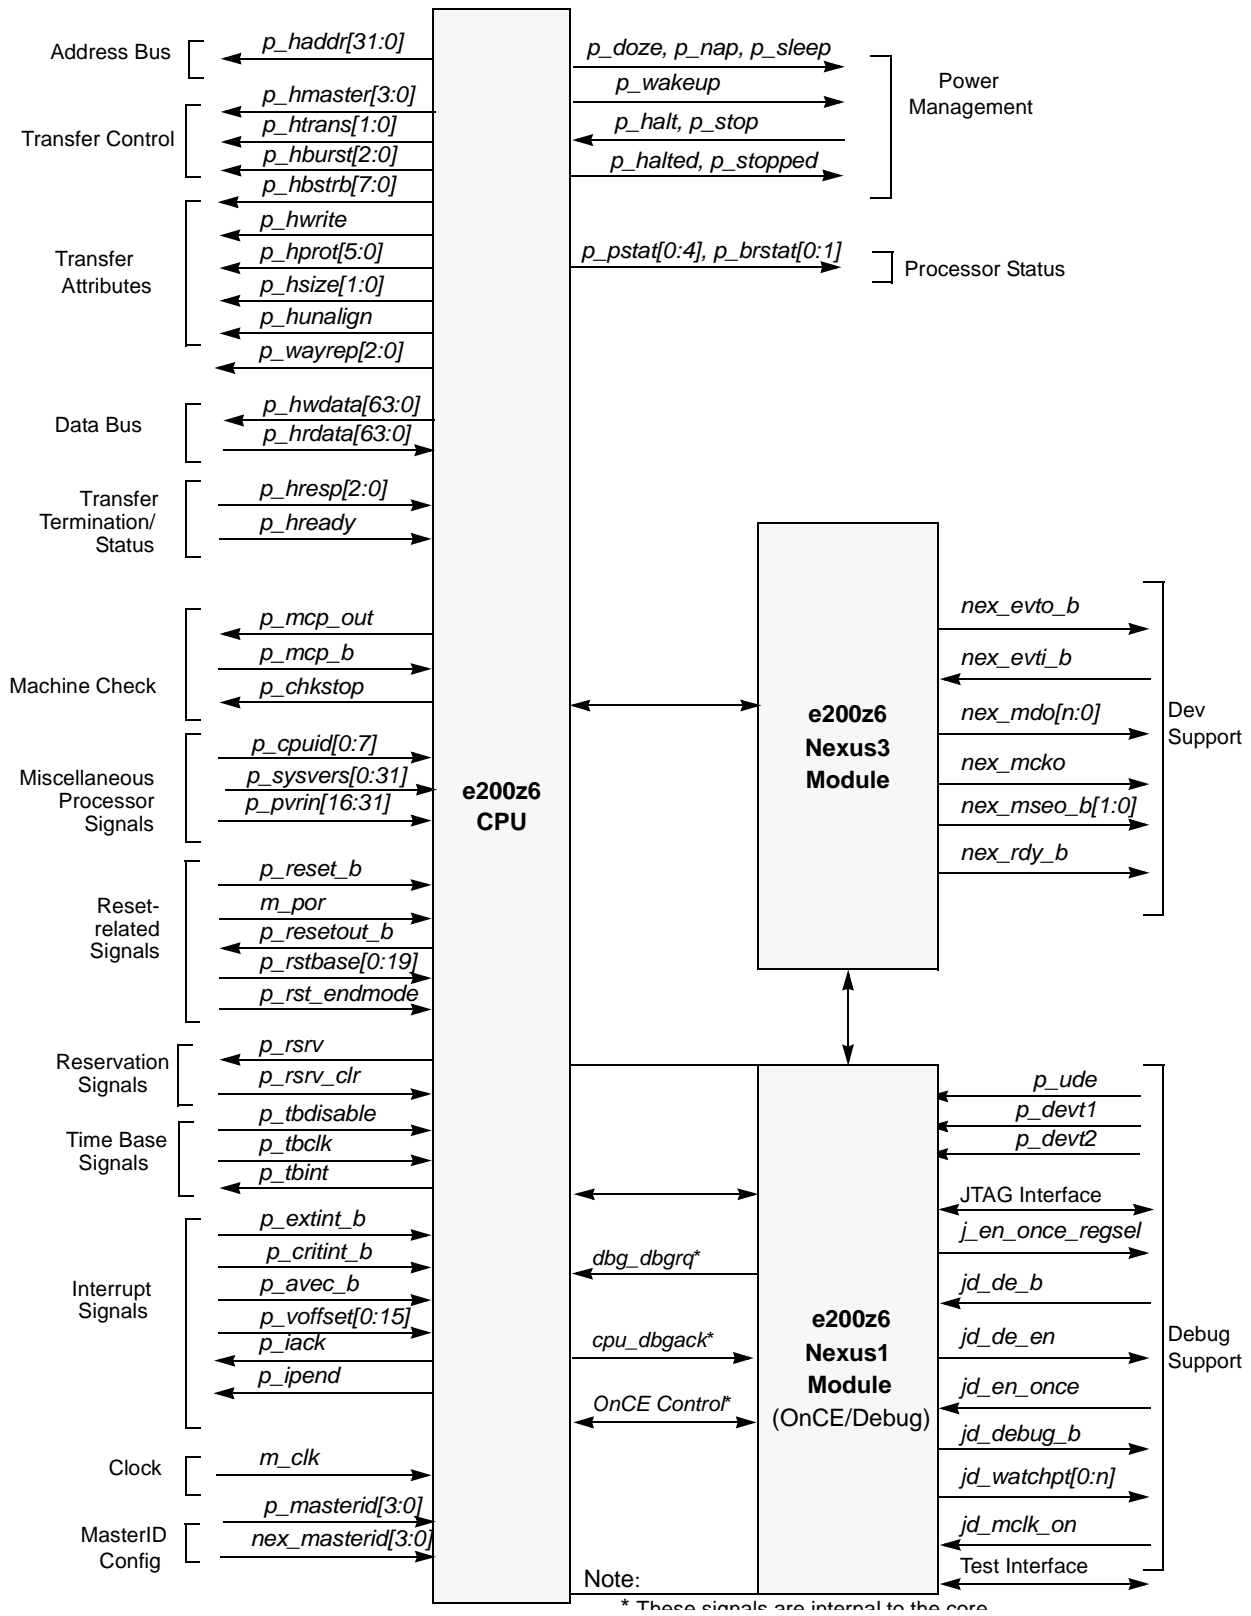 Address Bus
p_haddr[31:0]
Transfer Control
p_hmaster[3:0]
p_htrans[1:0]
p_hburst[2:0]
p_hbstrb[7:0]
Transfer
Attributes
p_hwrite
p_hprot[5:0]
p_hsize[1:0]
p_hunalign
p_wayrep[2:0]
Data Bus
p_hwdata[63:0]
p_hrdata[63:0]
Transfer
Termination/
Status
p_hresp[2:0]
p_hready
Machine Check
p_mcp_out
p_mcp_b
p_chkstop
Miscellaneous
Processor
Signals
p_cpuid[0:7]
p_sysvers[0:31]
p_pvrin[16:31]
Reset-
related
Signals
p_reset_b
m_por
p_resetout_b
p_rstbase[0:19]
p_rst_endmode
Reservation
Signals
p_rsrv
p_rsrv_clr
Time Base
Signals
p_tbdisable
p_tbclk
p_tbint
Interrupt
Signals
p_extint_b
p_critint_b
p_avec_b
p_voffset[0:15]
p_iack
p_ipend
Clock
m_clk
MasterID
Config
p_masterid[3:0]
nex_masterid[3:0]
e200z6
CPU
p_doze, p_nap, p_sleep
p_wakeup
p_halt, p_stop
p_halted, p_stopped
Power
Management
p_pstat[0:4], p_brstat[0:1]
Processor Status
e200z6
Nexus3
Module
nex_evto_b
nex_evti_b
nex_mdo[n:0]
nex_mcko
nex_mseo_b[1:0]
nex_rdy_b
Dev
Support
dbg_dbgrq*
cpu_dbgack*
OnCE Control*
e200z6
Nexus1
Module
(OnCE/Debug)
p_ude
p_devt1
p_devt2
JTAG Interface
j_en_once_regsel
jd_de_b
jd_de_en
jd_en_once
jd_debug_b
jd_watchpt[0:n]
jd_mclk_on
Test Interface
Debug
Support
Note:
* These signals are internal to the core